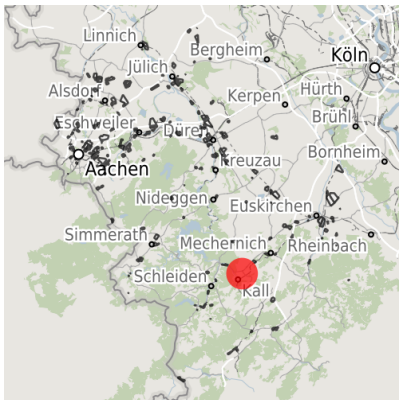 Linnich
Bergheim
Köln
Jülich
Alsdorf
Kerpen
Hürth
Eschweiler
Düren
Brühl
Kreuzau
Bornheim
Aachen
Nideggen
Euskirchen
Simmerath
Mechernich
Rheinbach
Schleiden
Kall